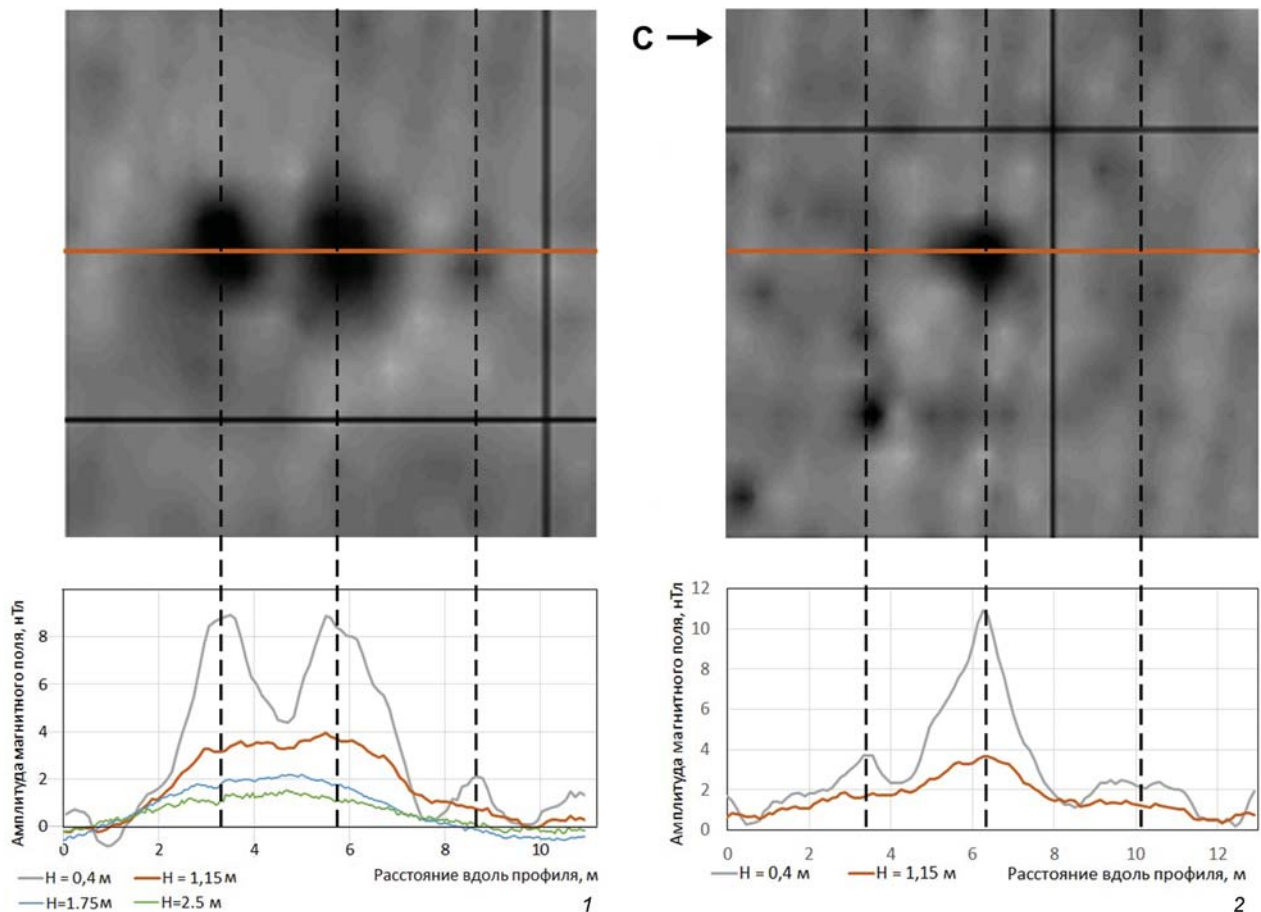 С →
Амплитуда магнитного поля, нТл
8
6
4
2
0
0 2 4 6 8 10
Расстояние вдоль профиля, м
H = 0,4 м H = 1,15 м
H=1.75м H=2.5 м
1
Амплитуда магнитного поля, нТл
12
10
8
6
4
2
0
0 2 4 6 8 10 12
Расстояние вдоль профиля, м
H = 0,4 м H = 1,15 м
2